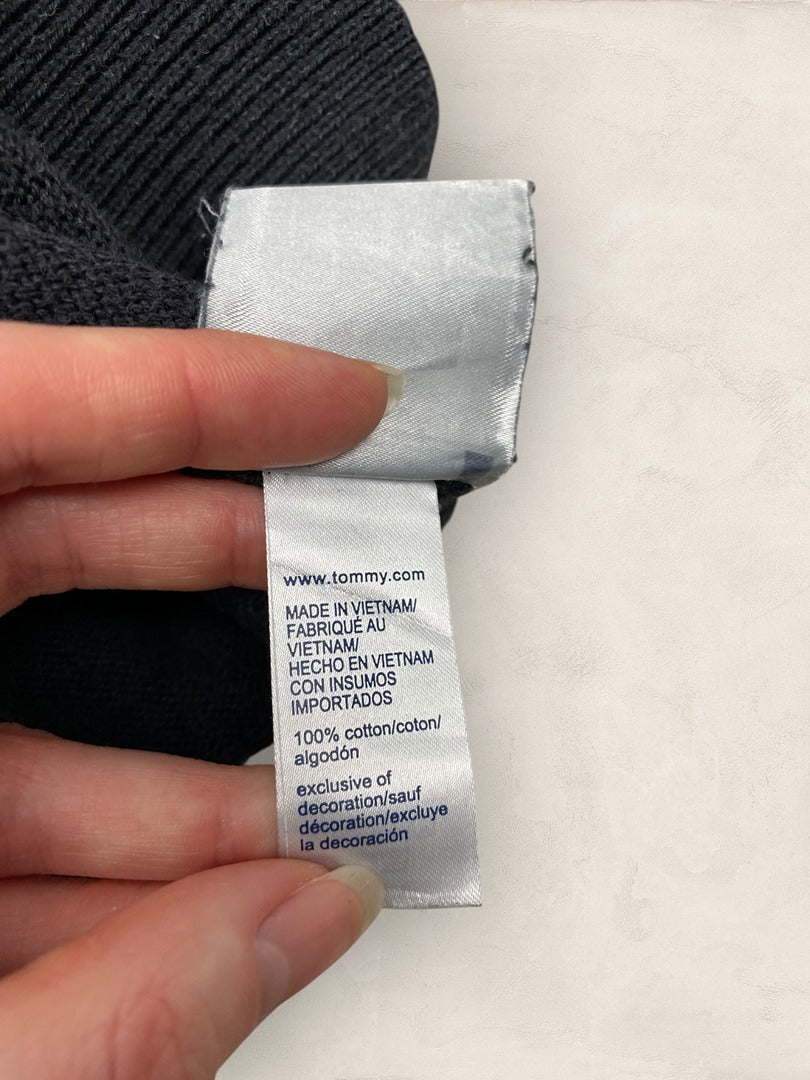 www.tommy.com
MADE IN VIETNAM/
FABRIQUÉ AU
VIETNAM/
HECHO EN VIETNAM
CON INSUMOS
IMPORTADOS
100% cotton/coton/
algodón
exclusive of
decoration/sauf
décoration/excluye
la decoración